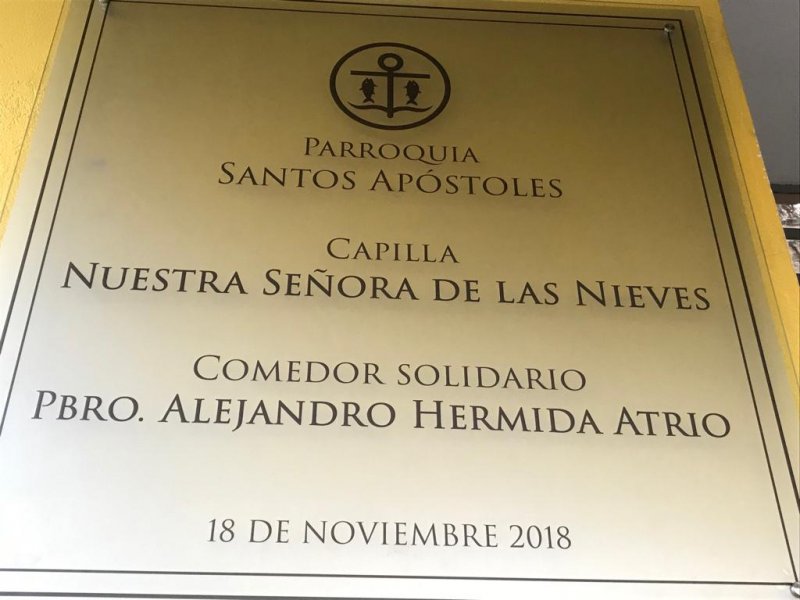 PARROQUIA
SANTOS APÓSTOLES
CAPILLA
NUESTRA SEÑORA DE LAS NIEVES
COMEDOR SOLIDARIO
PBRO. ALEJANDRO HERMIDA ATRIO
18 DE NOVIEMBRE 2018